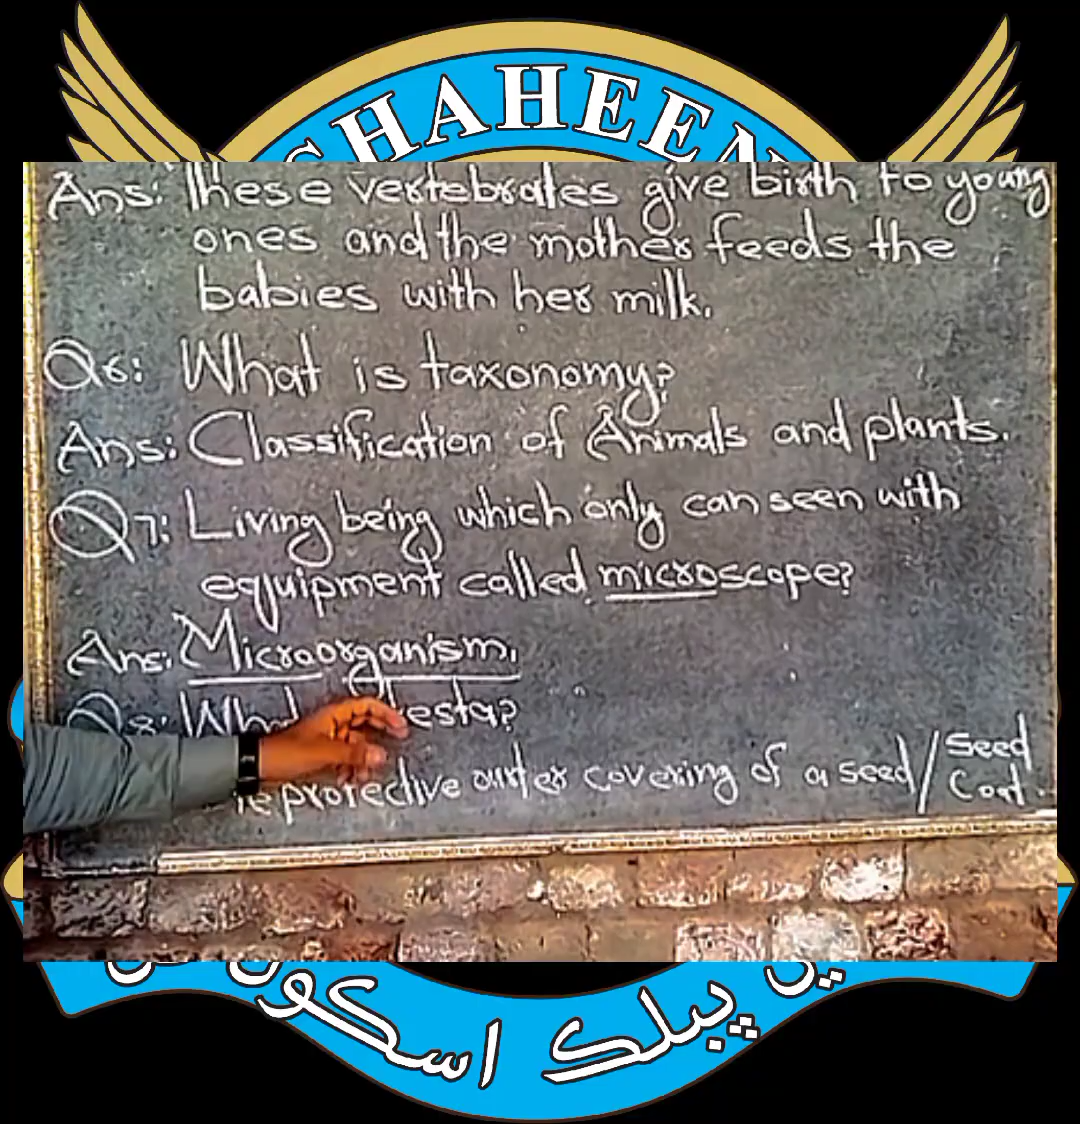 SHAHEEN
Ans: These vertebrates give birth to young
ones and the mother feeds the
babies with her milk.
Q6: What is taxonomy?
Ans: Classification of Animals and plants.
Q7: Living being which only can seen with
equipment called microscope?
Ans: Microorganism.
Q8: What testa?
protective outer covering of a seed / Seed
Coat.
پبلک اسکول